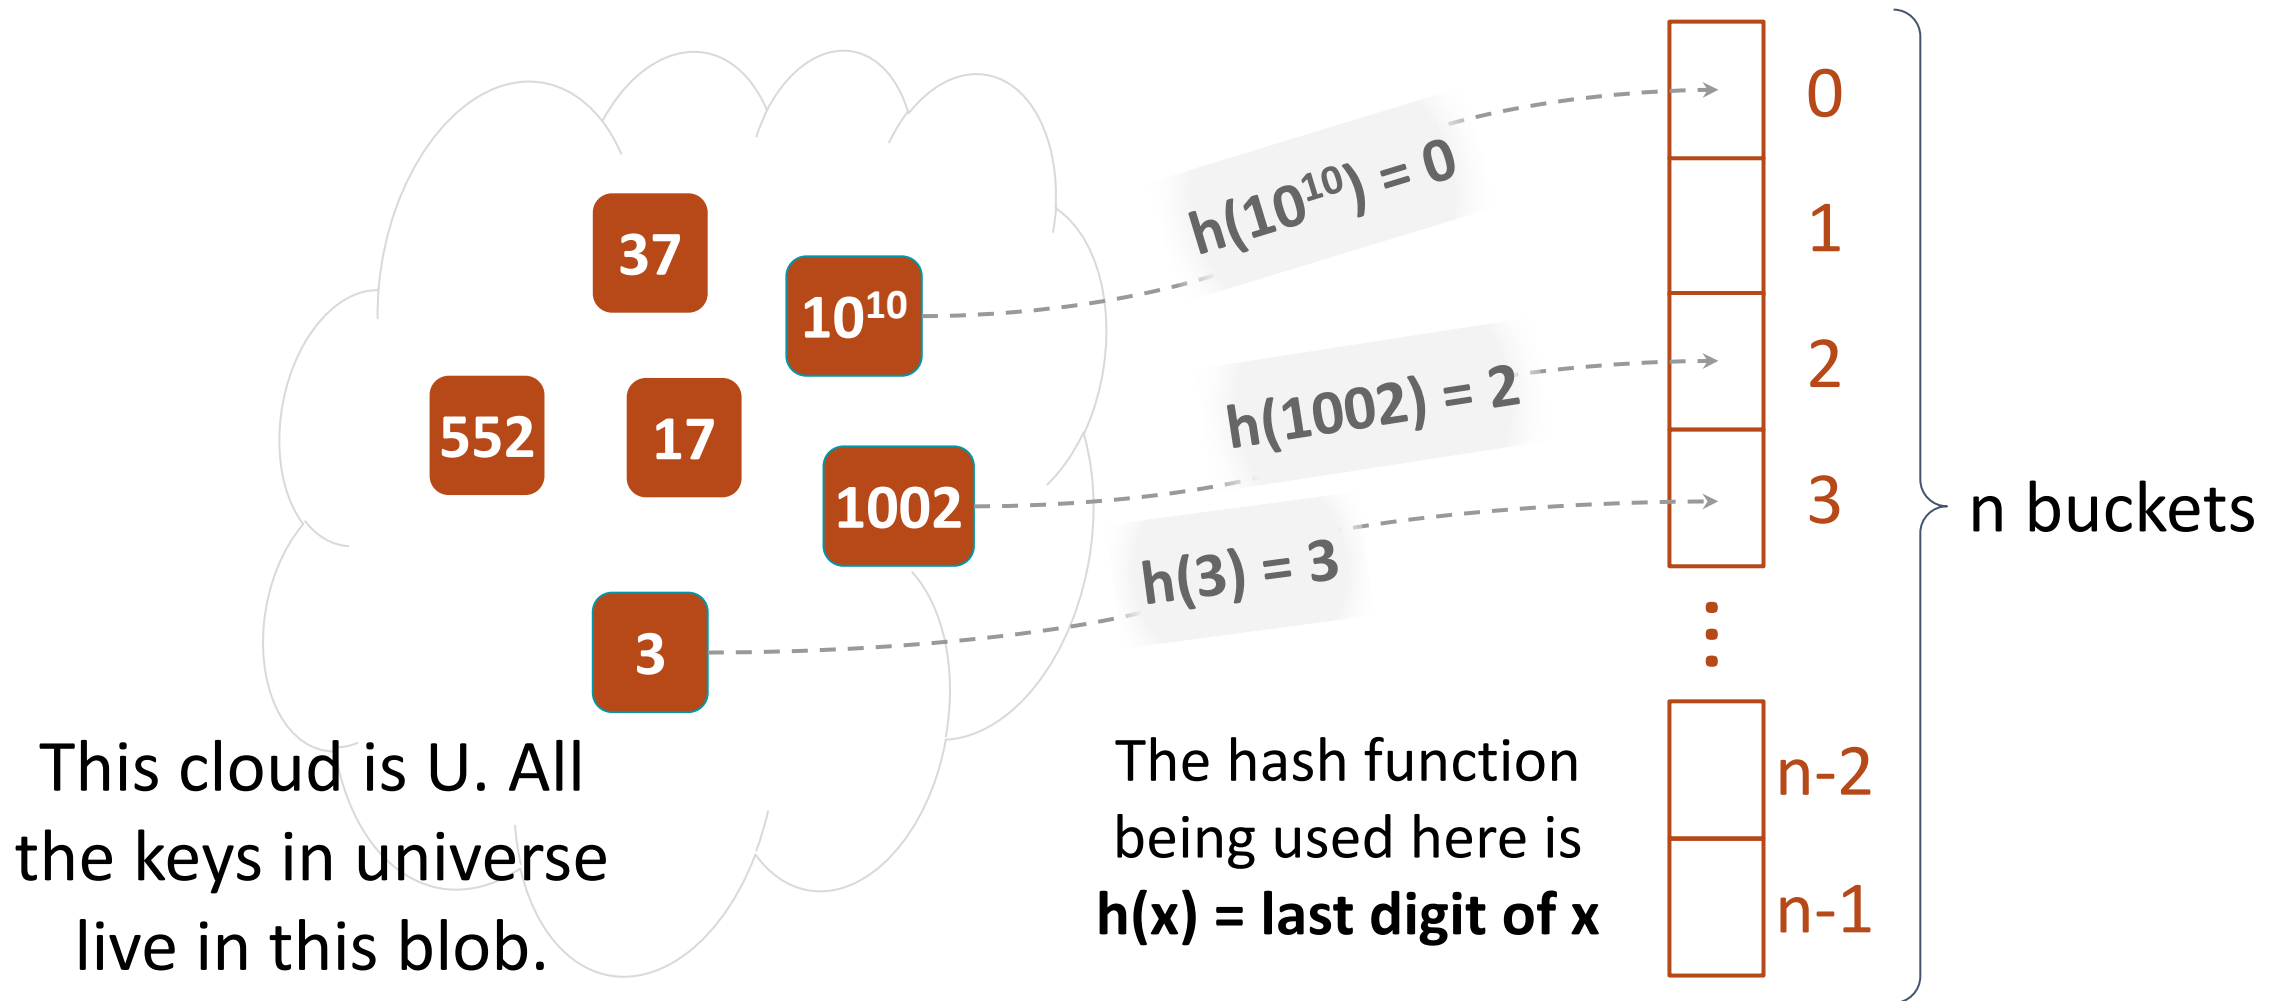 37
10¹⁰
552
17
1002
3
This cloud is U. All
the keys in universe
live in this blob.
h(10¹⁰) = 0
h(1002) = 2
h(3) = 3
The hash function
being used here is
h(x) = last digit of x
0
1
2
3
⋮
n-2
n-1
n buckets